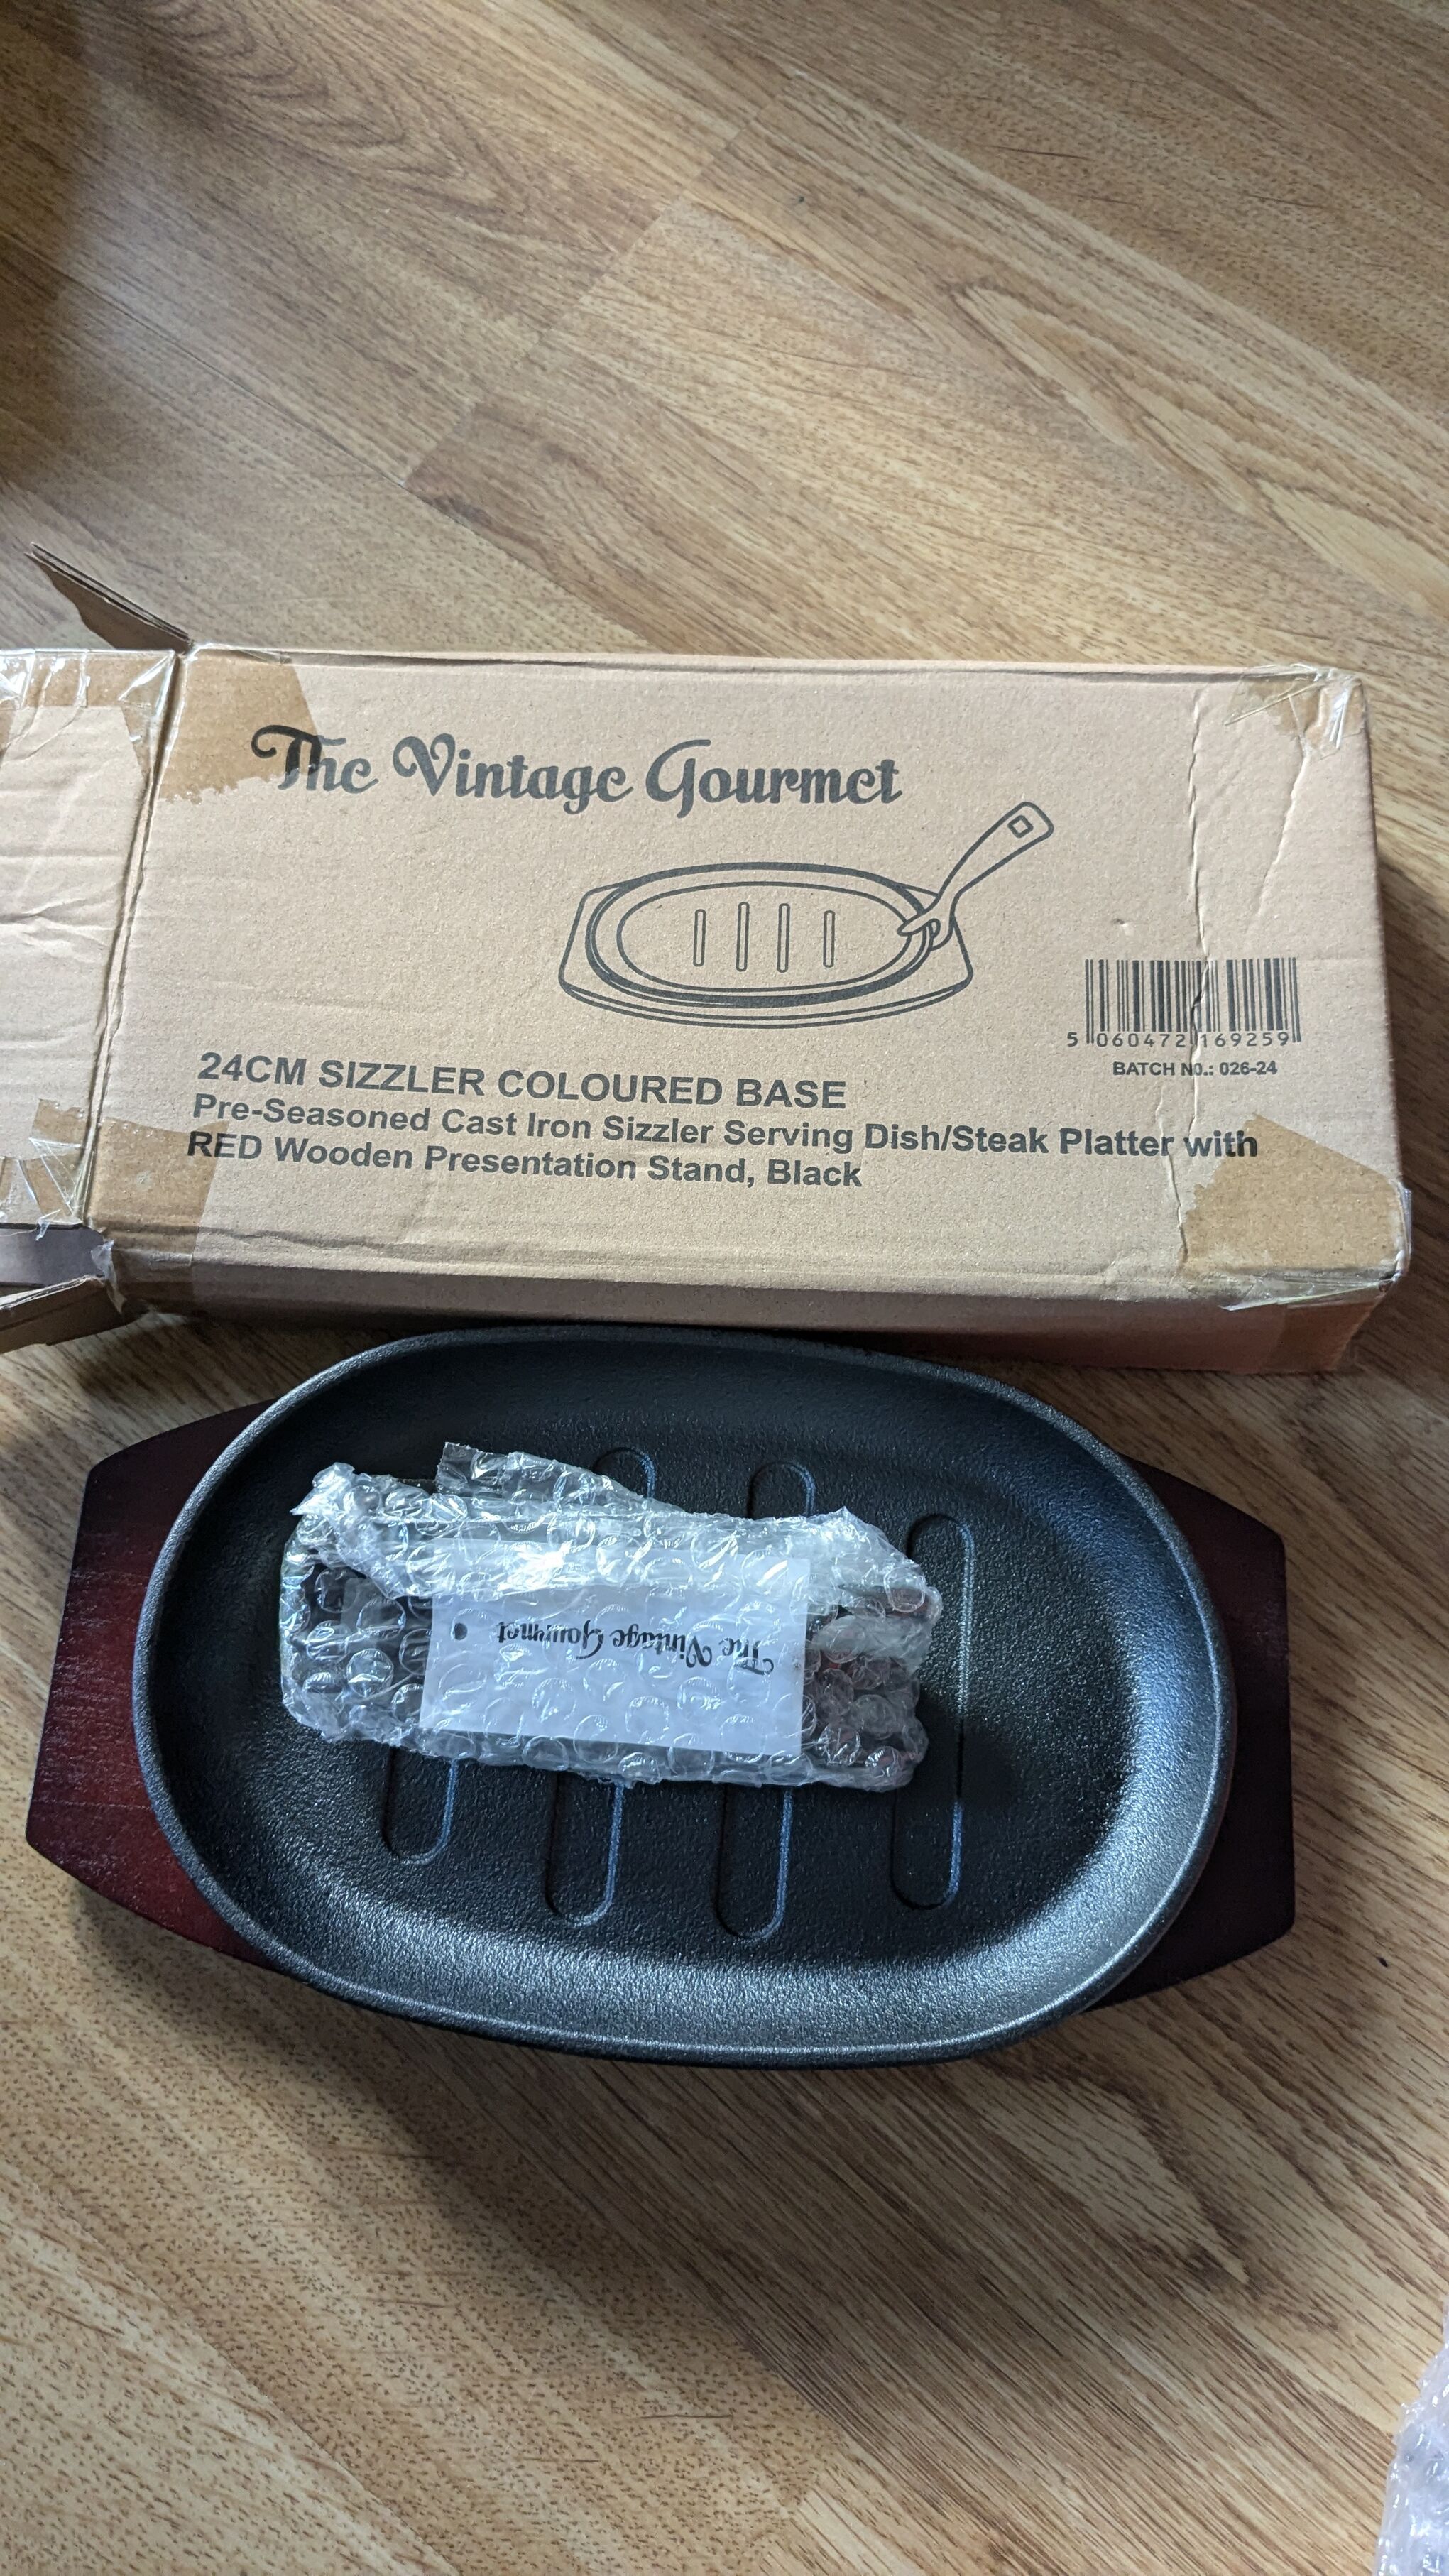 The Vintage Gourmet
5 060472 169259
BATCH NO.: 026-24
24CM SIZZLER COLOURED BASE
Pre-Seasoned Cast Iron Sizzler Serving Dish/Steak Platter with
RED Wooden Presentation Stand, Black
The Vintage Gourmet